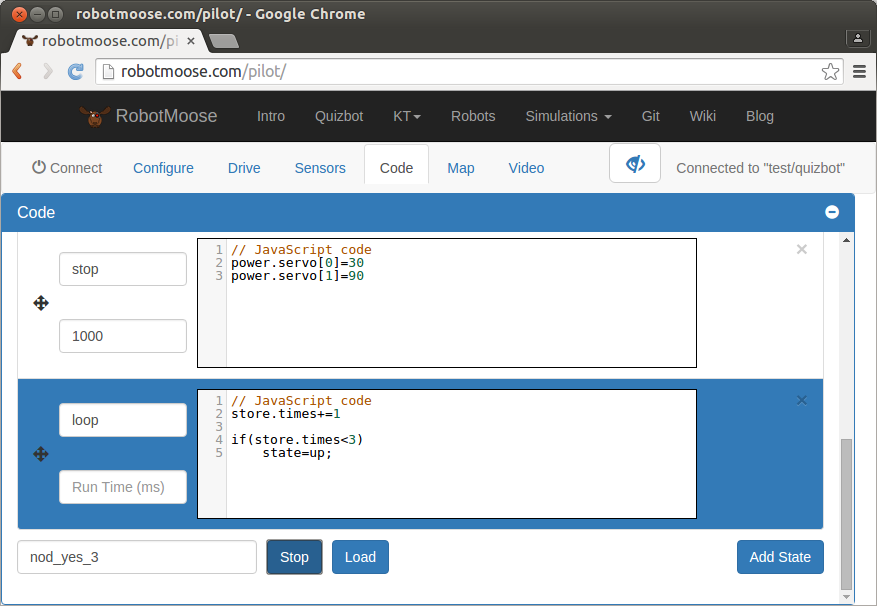 robotmoose.com/pilot/ - Google Chrome
robotmoose.com/pi
robotmoose.com/pilot/
RobotMoose Intro Quizbot KT Robots Simulations Git Wiki Blog
Connect Configure Drive Sensors Code Map Video Connected to "test/quizbot"
Code
stop
1000
1 // JavaScript code
2 power.servo[0]=30
3 power.servo[1]=90
loop
Run Time (ms)
1 // JavaScript code
2 store.times+=1
3
4 if(store.times<3)
5 state=up;
nod_yes_3 Stop Load Add State